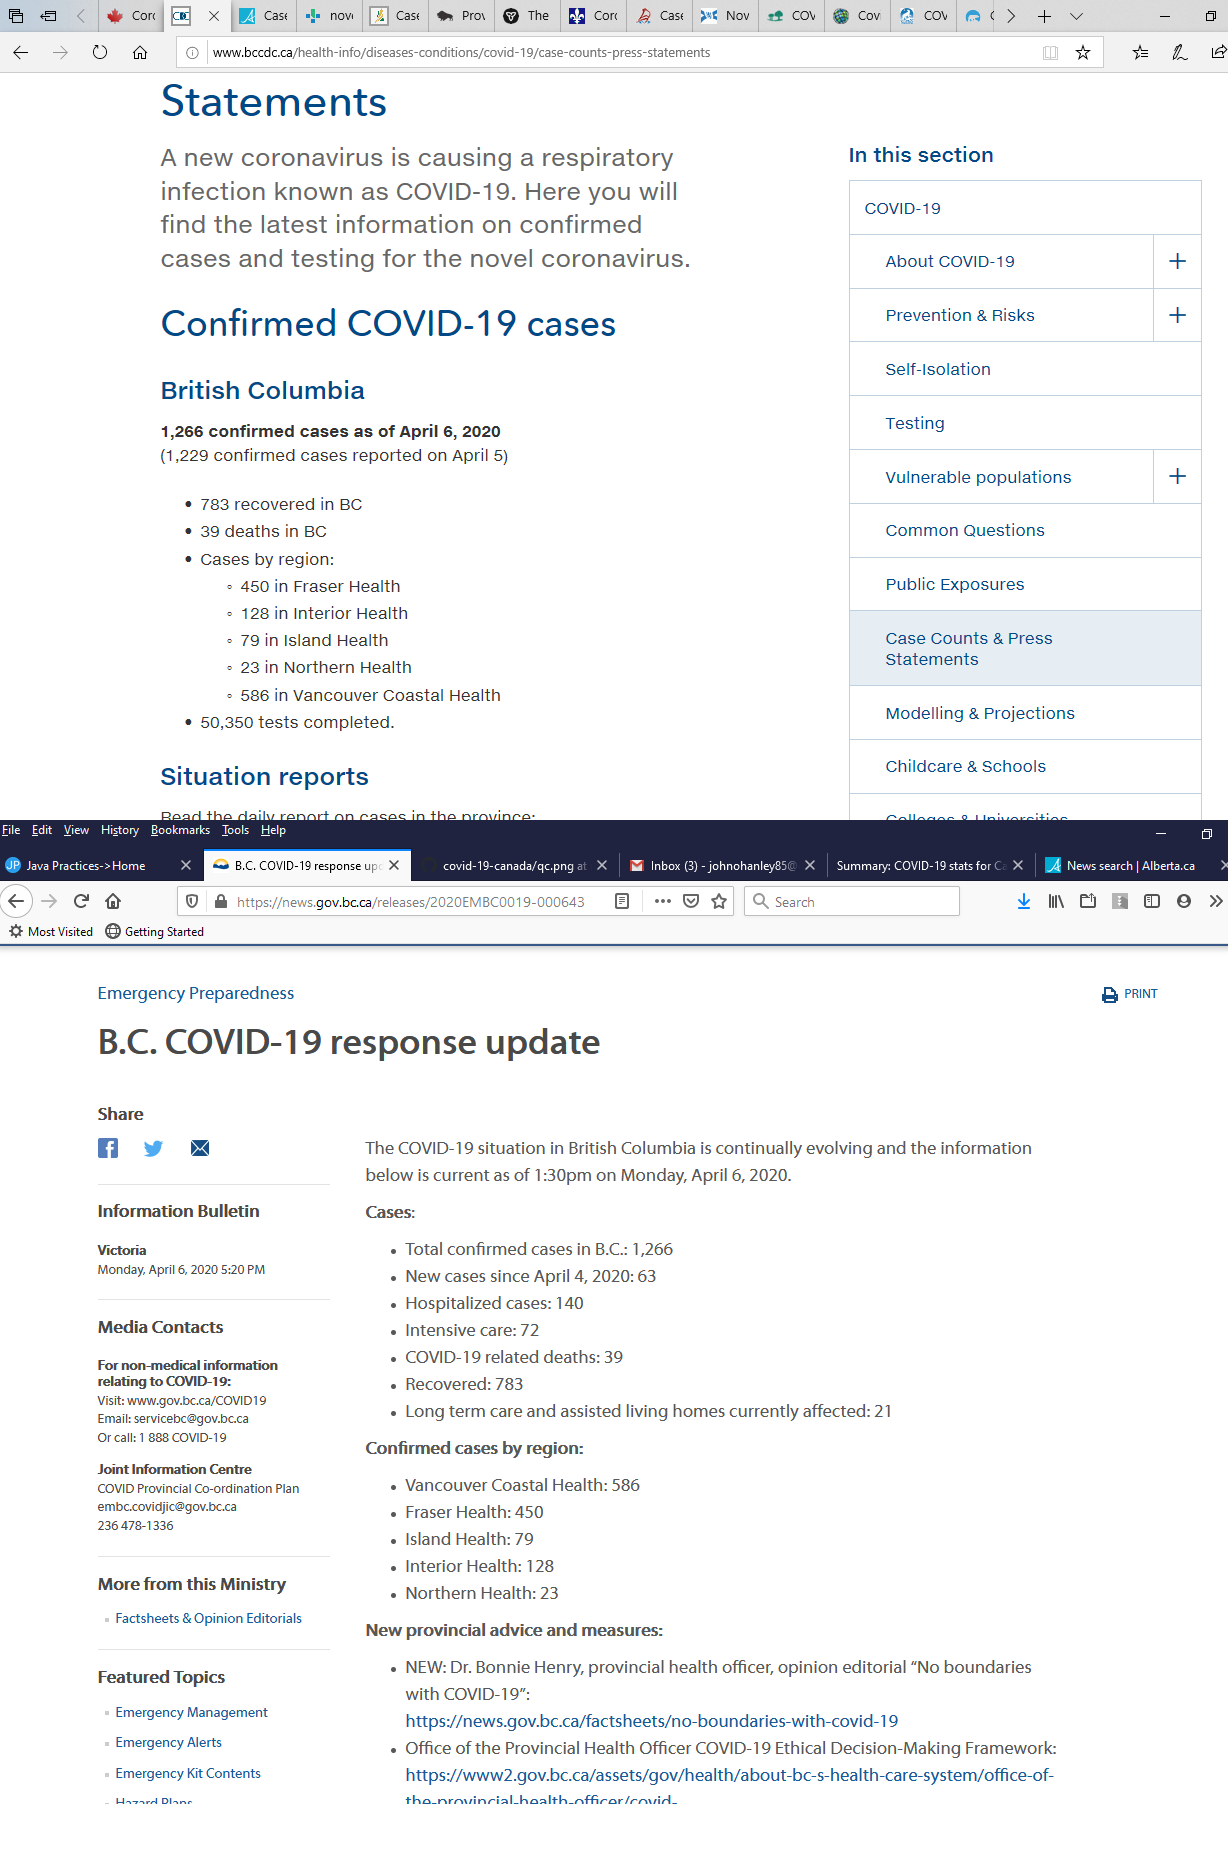 Corc
Case
nov
Case
Prov
The
Corc
Case
Nov
COV
Cov
COV
www.bccdc.ca/health-info/diseases-conditions/covid-19/case-counts-press-statements
Statements
A new coronavirus is causing a respiratory
infection known as COVID-19. Here you will
find the latest information on confirmed
cases and testing for the novel coronavirus.
Confirmed COVID-19 cases
British Columbia
1,266 confirmed cases as of April 6, 2020
(1,229 confirmed cases reported on April 5)
• 783 recovered in BC
• 39 deaths in BC
• Cases by region:
◦ 450 in Fraser Health
◦ 128 in Interior Health
◦ 79 in Island Health
◦ 23 in Northern Health
◦ 586 in Vancouver Coastal Health
• 50,350 tests completed.
Situation reports
Read the daily report on cases in the province:
In this section
COVID-19
About COVID-19 +
Prevention & Risks +
Self-Isolation
Testing
Vulnerable populations +
Common Questions
Public Exposures
Case Counts & Press
Statements
Modelling & Projections
Childcare & Schools
Colleges & Universities
File Edit View History Bookmarks Tools Help
JP Java Practices->Home
B.C. COVID-19 response upd
covid-19-canada/qc.png at
Inbox (3) - johnohanley85@
Summary: COVID-19 stats for Ca
News search | Alberta.ca
https://news.gov.bc.ca/releases/2020EMBC0019-000643
Search
Most Visited Getting Started
Emergency Preparedness
PRINT
B.C. COVID-19 response update
Share
Information Bulletin
Victoria
Monday, April 6, 2020 5:20 PM
Media Contacts
For non-medical information
relating to COVID-19:
Visit: www.gov.bc.ca/COVID19
Email: servicebc@gov.bc.ca
Or call: 1 888 COVID-19
Joint Information Centre
COVID Provincial Co-ordination Plan
embc.covidjic@gov.bc.ca
236 478-1336
More from this Ministry
Factsheets & Opinion Editorials
Featured Topics
Emergency Management
Emergency Alerts
Emergency Kit Contents
Hazard Plans
The COVID-19 situation in British Columbia is continually evolving and the information
below is current as of 1:30pm on Monday, April 6, 2020.
Cases:
• Total confirmed cases in B.C.: 1,266
• New cases since April 4, 2020: 63
• Hospitalized cases: 140
• Intensive care: 72
• COVID-19 related deaths: 39
• Recovered: 783
• Long term care and assisted living homes currently affected: 21
Confirmed cases by region:
• Vancouver Coastal Health: 586
• Fraser Health: 450
• Island Health: 79
• Interior Health: 128
• Northern Health: 23
New provincial advice and measures:
• NEW: Dr. Bonnie Henry, provincial health officer, opinion editorial “No boundaries
with COVID-19”:
https://news.gov.bc.ca/factsheets/no-boundaries-with-covid-19
• Office of the Provincial Health Officer COVID-19 Ethical Decision-Making Framework:
https://www2.gov.bc.ca/assets/gov/health/about-bc-s-health-care-system/office-of-
the-provincial-health-officer/covid-